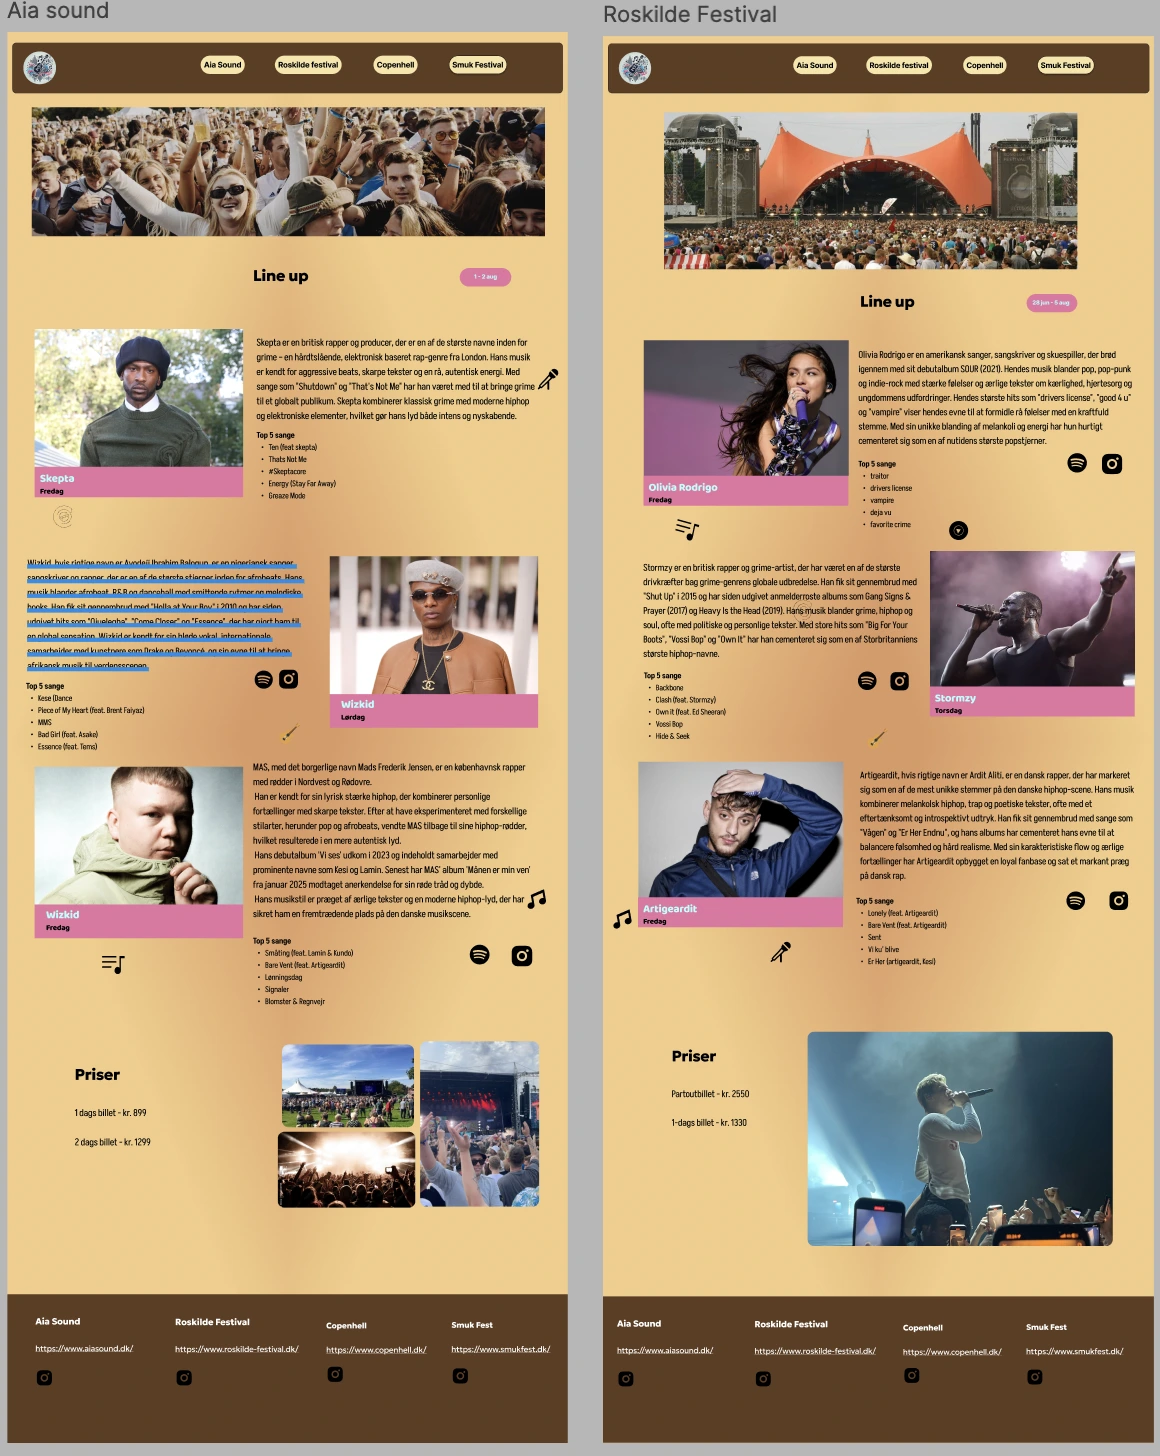 Aia sound
Aia Sound
Roskilde festival
Copenhell
Smuk Festival
Line up
1 - 2 aug
Skepta er en britisk rapper og producer, der er en af de største navne inden for
grime – en hårdtslående, elektronisk baseret rap-genre fra London. Hans musik
er kendt for aggressive beats, skarpe tekster og en rå, autentisk energi. Med
sange som "Shutdown" og "That's Not Me" har han været med til at bringe grime
til et globalt publikum. Skepta kombinerer klassisk grime med moderne hiphop
og elektroniske elementer, hvilket gør hans lyd både intens og nyskabende.
Skepta
Fredag
Top 5 sange
• Ten (feat skepta)
• Thats Not Me
• #Skeptacore
• Energy (Stay Far Away)
• Greaze Mode
Wizkid, hvis rigtige navn er Ayodeji Ibrahim Balogun, er en nigeriansk sanger,
sangskriver og rapper, der er en af de største stjerner inden for afrobeats. Hans
musik blander afrobeat, R&B og dancehall med smittende rytmer og melodiske
hooks. Han fik sit gennembrud med "Holla at Your Boy" i 2010 og har siden
udgivet hits som "Ojuelegba", "Come Closer" og "Essence", der har gjort ham til
en global sensation. Wizkid er kendt for sin bløde vokal, internationale
samarbejder med kunstnere som Drake og Beyoncé, og sin evne til at bringe
afrikansk musik til verdensscenen.
Top 5 sange
• Kese (Dance
• Piece of My Heart (feat. Brent Faiyaz)
• MMS
• Bad Girl (feat. Asake)
• Essence (feat. Tems)
Wizkid
Lørdag
MAS, med det borgerlige navn Mads Frederik Jensen, er en københavnsk rapper
med rødder i Nordvest og Rødovre.
Han er kendt for sin lyrisk stærke hiphop, der kombinerer personlige
fortællinger med skarpe tekster. Efter at have eksperimenteret med forskellige
stilarter, herunder pop og afrobeats, vendte MAS tilbage til sine hiphop-rødder,
hvilket resulterede i en mere autentisk lyd.
Hans debutalbum 'Vi ses' udkom i 2023 og indeholdt samarbejder med
prominente navne som Kesi og Lamin. Senest har MAS' album 'Månen er min ven'
fra januar 2025 modtaget anerkendelse for sin røde tråd og dybde.
Hans musikstil er præget af ærlige tekster og en moderne hiphop-lyd, der har
sikret ham en fremtrædende plads på den danske musikscene.
Wizkid
Fredag
Top 5 sange
• Småting (feat. Lamin & Kundo)
• Bare Vent (feat. Artigeardit)
• Lønningsdag
• Signaler
• Blomster & Regnvejr
Priser
1 dags billet - kr. 899
2 dags billet - kr. 1299
Aia Sound
Roskilde Festival
Copenhell
Smuk Fest
https://www.aiasound.dk/
https://www.roskilde-festival.dk/
https://www.copenhell.dk/
https://www.smukfest.dk/
Roskilde Festival
Aia Sound
Roskilde festival
Copenhell
Smuk Festival
Line up
28 jun - 5 aug
Olivia Rodrigo er en amerikansk sanger, sangskriver og skuespiller, der brød
igennem med sit debutalbum SOUR (2021). Hendes musik blander pop, pop-punk
og indie-rock med stærke følelser og ærlige tekster om kærlighed, hjertesorg og
ungdommens udfordringer. Hendes største hits som "drivers license", "good 4 u"
og "vampire" viser hendes evne til at formidle rå følelser med en kraftfuld
stemme. Med sin unikke blanding af melankoli og energi har hun hurtigt
cementeret sig som en af nutidens største popstjerner.
Olivia Rodrigo
Fredag
Top 5 sange
• traitor
• drivers license
• vampire
• deja vu
• favorite crime
Stormzy er en britisk rapper og grime-artist, der har været en af de største
drivkræfter bag grime-genrens globale udbredelse. Han fik sit gennembrud med
"Shut Up" i 2015 og har siden udgivet anmelderroste albums som Gang Signs &
Prayer (2017) og Heavy Is the Head (2019). Hans musik blander grime, hiphop og
soul, ofte med politiske og personlige tekster. Med store hits som "Big For Your
Boots", "Vossi Bop" og "Own It" har han cementeret sig som en af Storbritanniens
største hiphop-navne.
Top 5 sange
• Backbone
• Clash (feat. Stormzy)
• Own it (feat. Ed Sheeran)
• Vossi Bop
• Hide & Seek
Stormzy
Torsdag
Artigeardit, hvis rigtige navn er Ardit Aliti, er en dansk rapper, der har markeret
sig som en af de mest unikke stemmer på den danske hiphop-scene. Hans musik
kombinerer melankolsk hiphop, trap og poetiske tekster, ofte med et
eftertænksomt og introspektivt udtryk. Han fik sit gennembrud med sange som
"Vågen" og "Er Her Endnu", og hans albums har cementeret hans evne til at
balancere følsomhed og hård realisme. Med sin karakteristiske flow og ærlige
fortællinger har Artigeardit opbygget en loyal fanbase og sat et markant præg
på dansk rap.
Artigeardit
Fredag
Top 5 sange
• Lonely (feat. Artigeardit)
• Bare Vent (feat. Artigeardit)
• Sent
• Vi ku' blive
• Er Her (artigeardit, Kesi)
Priser
Partoutbillet - kr. 2550
1-dags billet - kr. 1330
Aia Sound
Roskilde Festival
Copenhell
Smuk Fest
https://www.aiasound.dk/
https://www.roskilde-festival.dk/
https://www.copenhell.dk/
https://www.smukfest.dk/